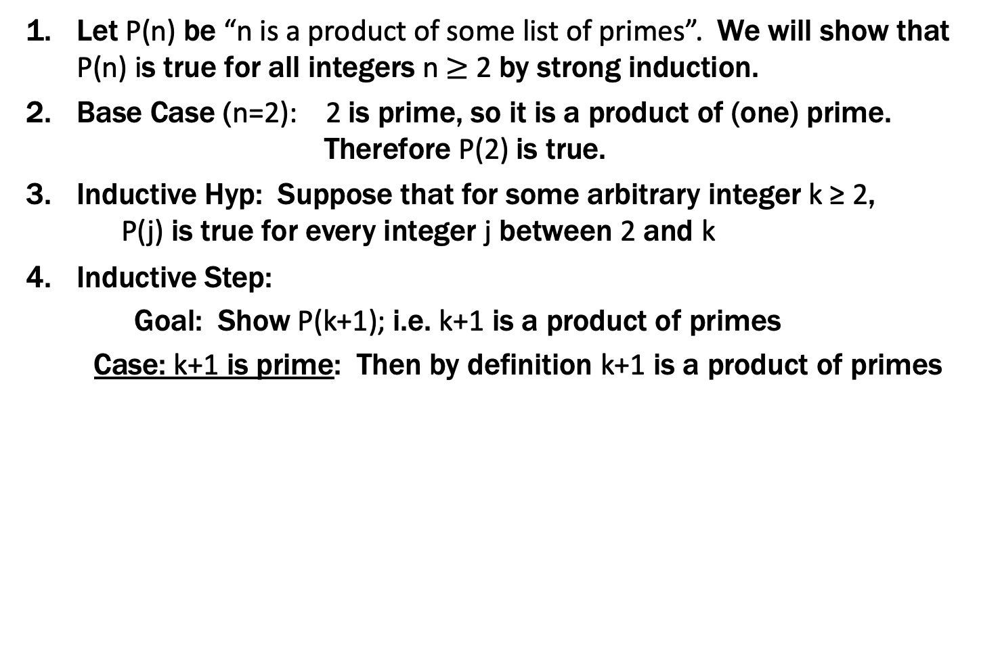 1. Let P(n) be “n is a product of some list of primes”. We will show that
P(n) is true for all integers n ≥ 2 by strong induction.
2. Base Case (n=2): 2 is prime, so it is a product of (one) prime.
Therefore P(2) is true.
3. Inductive Hyp: Suppose that for some arbitrary integer k ≥ 2,
P(j) is true for every integer j between 2 and k
4. Inductive Step:
Goal: Show P(k+1); i.e. k+1 is a product of primes
Case: k+1 is prime: Then by definition k+1 is a product of primes